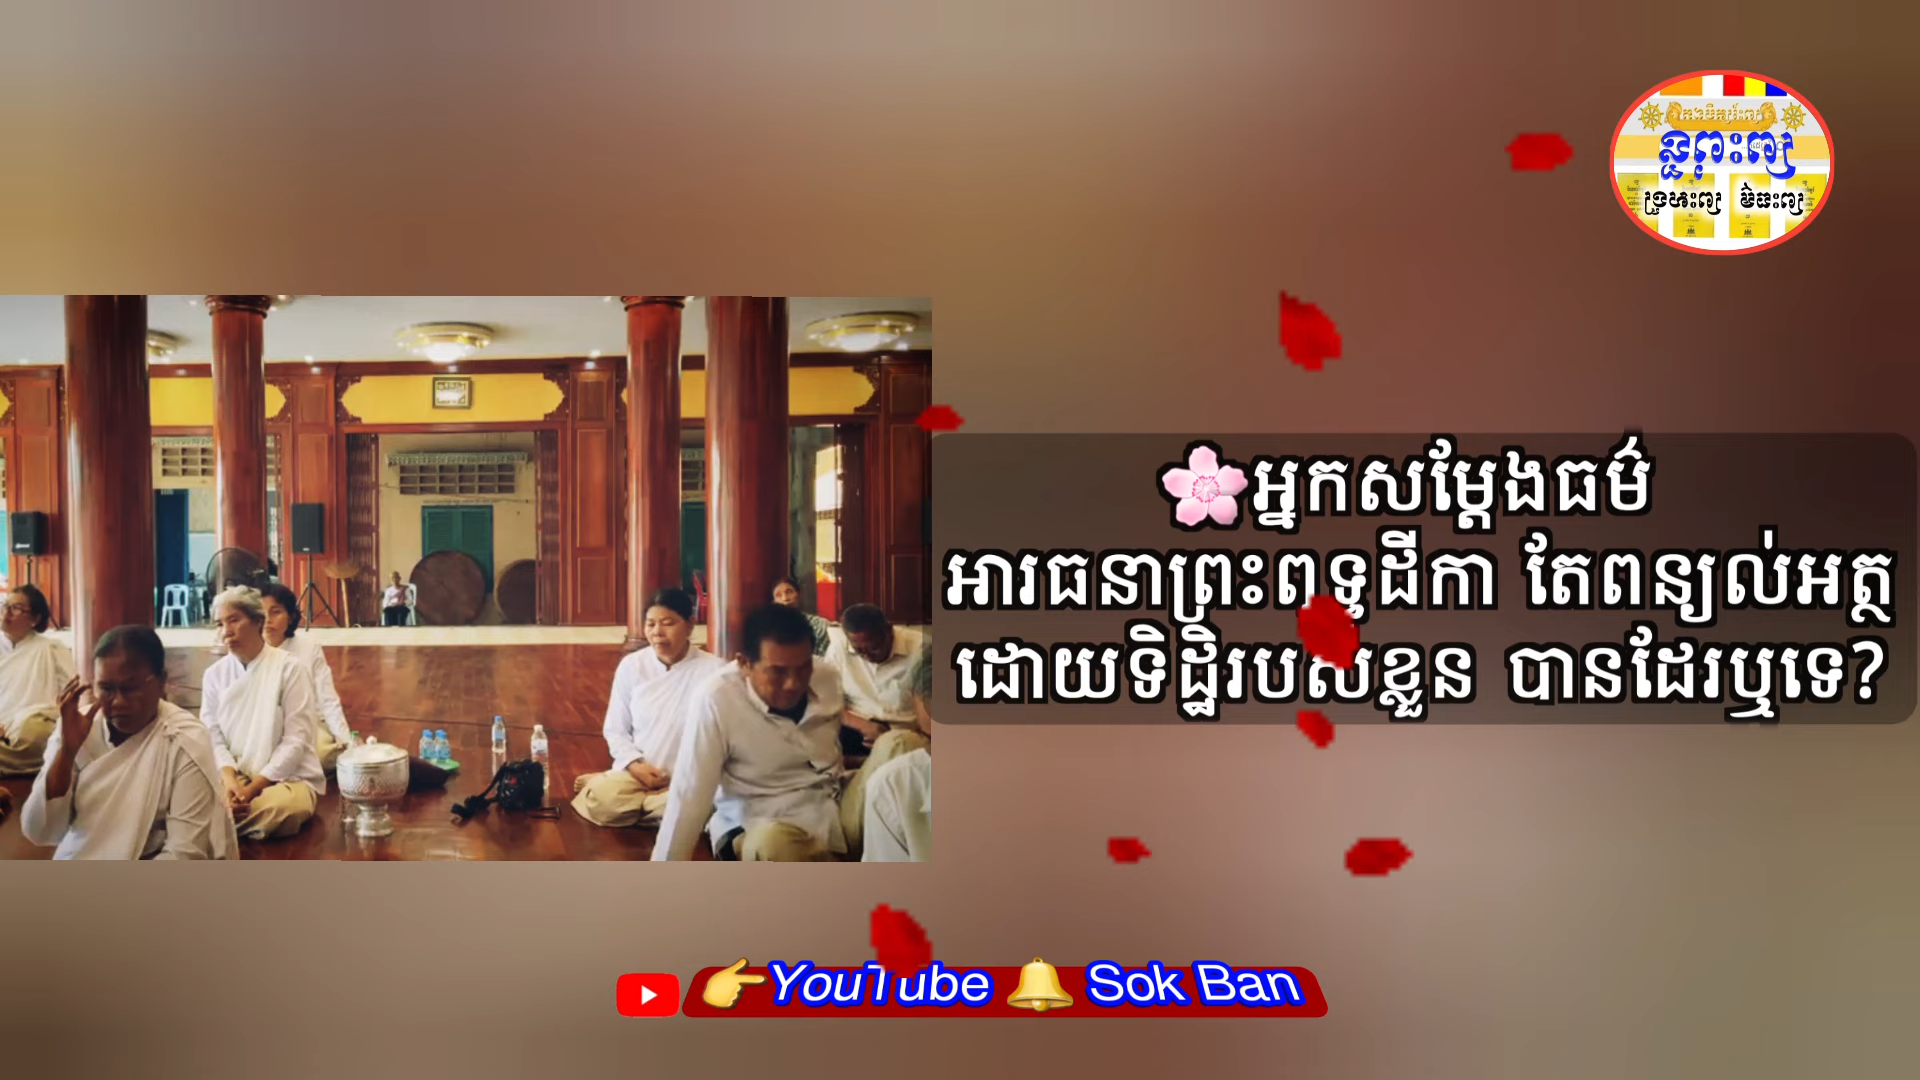 អ្នកសម្តែងធម៌
អារធនាព្រះពុទ្ធដីកា តែពន្យល់អត្ថ
ដោយទិដ្ឋិរបស់ខ្លួន បានដែរឬទេ?
YouTube Sok Ban